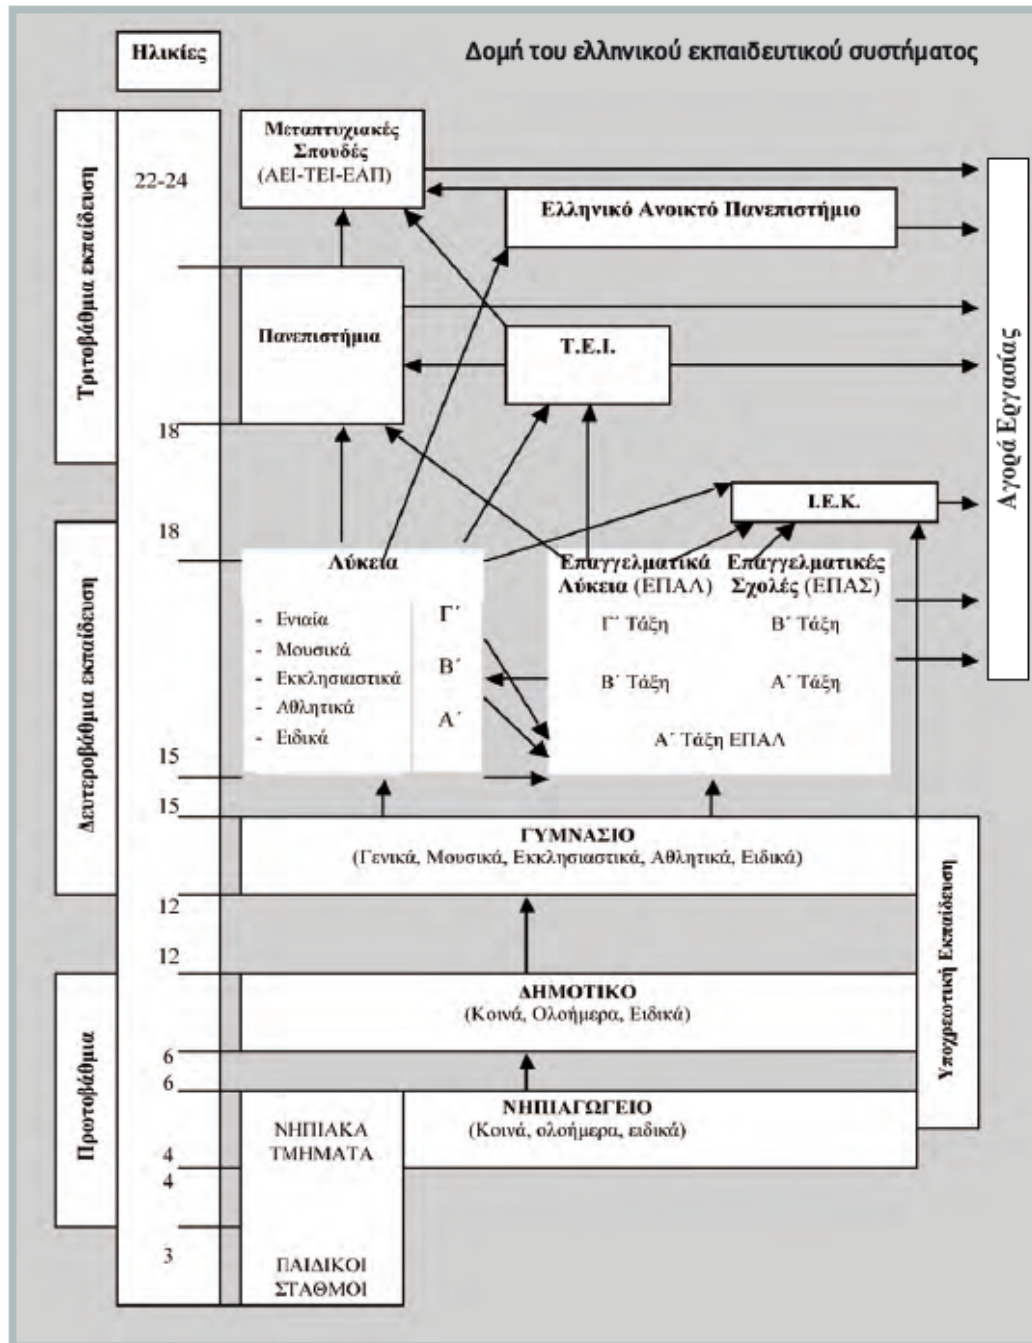 Ηλικίες
Δομή του ελληνικού εκπαιδευτικού συστήματος
Τριτοβάθμια εκπαίδευση
22-24
Μεταπτυχιακές
Σπουδές
(ΑΕΙ-ΤΕΙ-ΕΑΠ)
Ελληνικό Ανοικτό Πανεπιστήμιο
Πανεπιστήμια
Τ.Ε.Ι.
Αγορά Εργασίας
18
Δευτεροβάθμια εκπαίδευση
18
Ι.Ε.Κ.
Λύκεια
- Ενιαία
- Μουσικά
- Εκκλησιαστικά
- Αθλητικά
- Ειδικά
Γ΄
Β΄
Α΄
Επαγγελματικά
Λύκεια (ΕΠΑΛ)
Γ΄ Τάξη
Β΄ Τάξη
Επαγγελματικές
Σχολές (ΕΠΑΣ)
Β΄ Τάξη
Α΄ Τάξη
Α΄ Τάξη ΕΠΑΛ
15
15
ΓΥΜΝΑΣΙΟ
(Γενικά, Μουσικά, Εκκλησιαστικά, Αθλητικά, Ειδικά)
Υποχρεωτική Εκπαίδευση
12
12
Πρωτοβάθμια
ΔΗΜΟΤΙΚΟ
(Κοινά, Ολοήμερα, Ειδικά)
6
6
ΝΗΠΙΑΓΩΓΕΙΟ
(Κοινά, ολοήμερα, ειδικά)
ΝΗΠΙΑΚΑ
ΤΜΗΜΑΤΑ
4
4
3
ΠΑΙΔΙΚΟΙ
ΣΤΑΘΜΟΙ